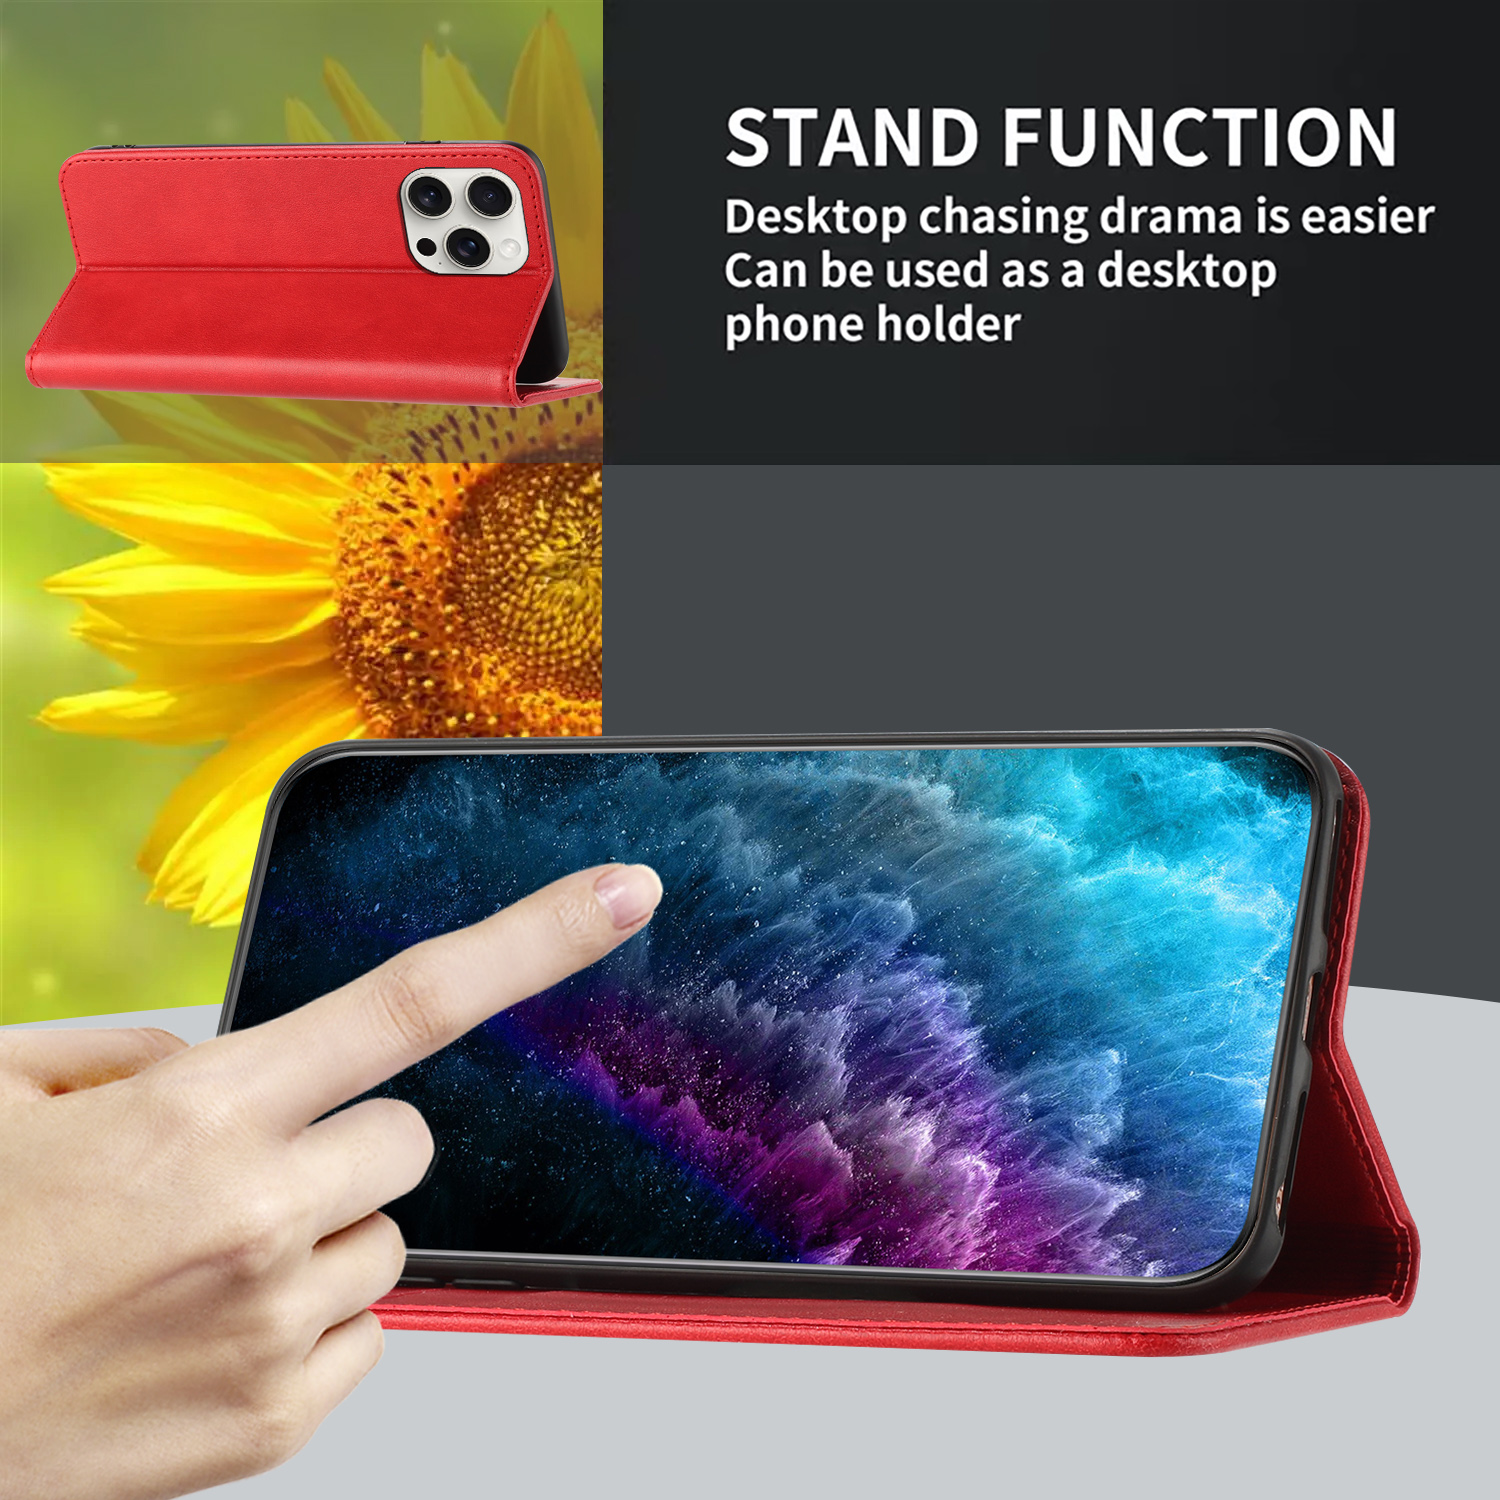 STAND FUNCTION
Desktop chasing drama is easier
Can be used as a desktop
phone holder